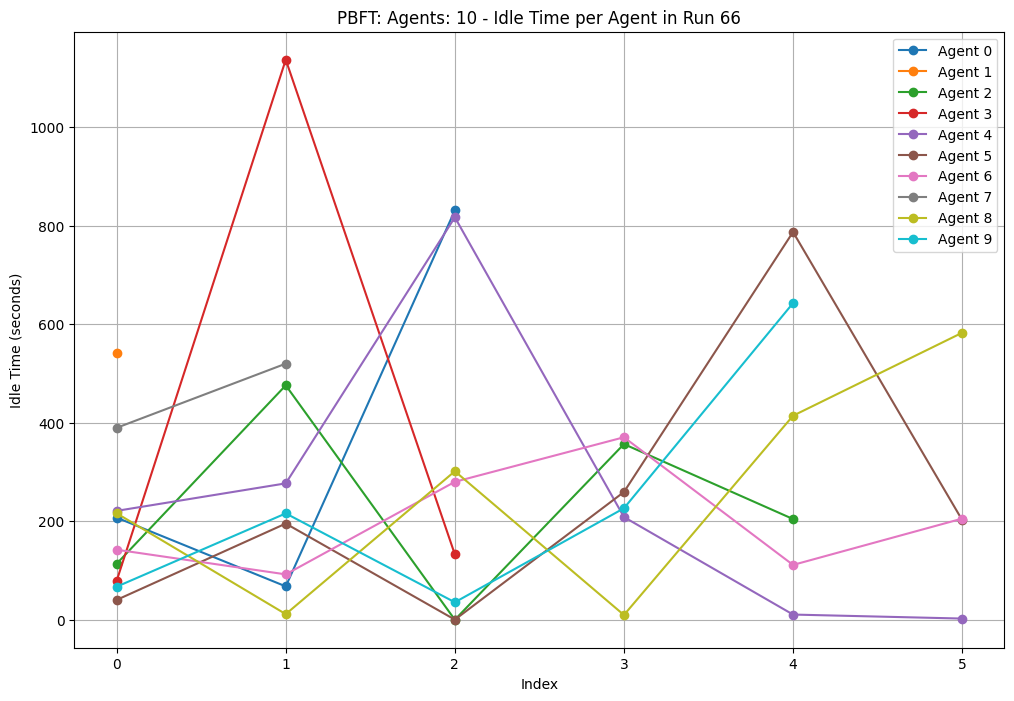 PBFT: Agents: 10 - Idle Time per Agent in Run 66
Idle Time (seconds)
1000
800
600
400
200
0
0
1
2
3
4
5
Index
Agent 0
Agent 1
Agent 2
Agent 3
Agent 4
Agent 5
Agent 6
Agent 7
Agent 8
Agent 9